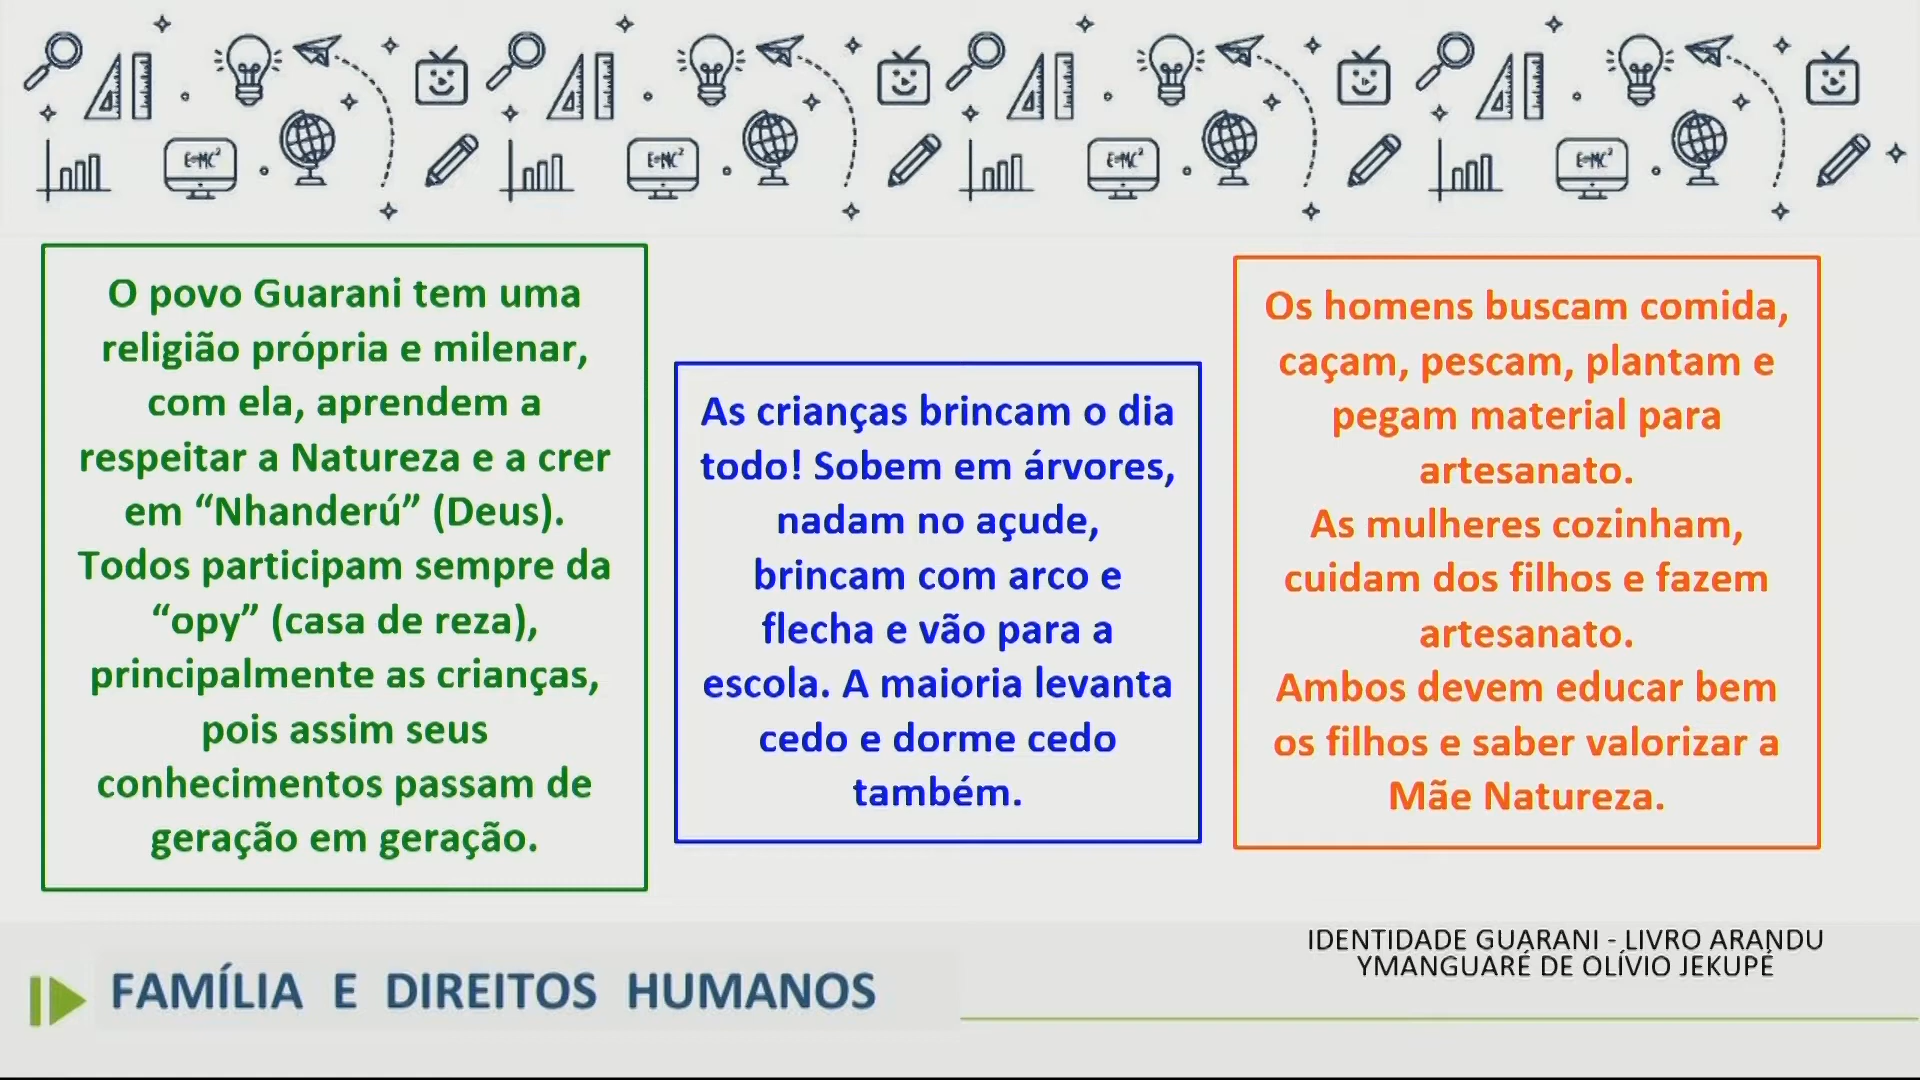 E=MC²
E=MC²
E=MC²
E=MC²
O povo Guarani tem uma
religião própria e milenar,
com ela, aprendem a
respeitar a Natureza e a crer
em “Nhanderú” (Deus).
Todos participam sempre da
“opy” (casa de reza),
principalmente as crianças,
pois assim seus
conhecimentos passam de
geração em geração.
As crianças brincam o dia
todo! Sobem em árvores,
nadam no açude,
brincam com arco e
flecha e vão para a
escola. A maioria levanta
cedo e dorme cedo
também.
Os homens buscam comida,
caçam, pescam, plantam e
pegam material para
artesanato.
As mulheres cozinham,
cuidam dos filhos e fazem
artesanato.
Ambos devem educar bem
os filhos e saber valorizar a
Mãe Natureza.
IDENTIDADE GUARANI - LIVRO ARANDU
YMANGUARÉ DE OLÍVIO JEKUPÉ
FAMÍLIA E DIREITOS HUMANOS